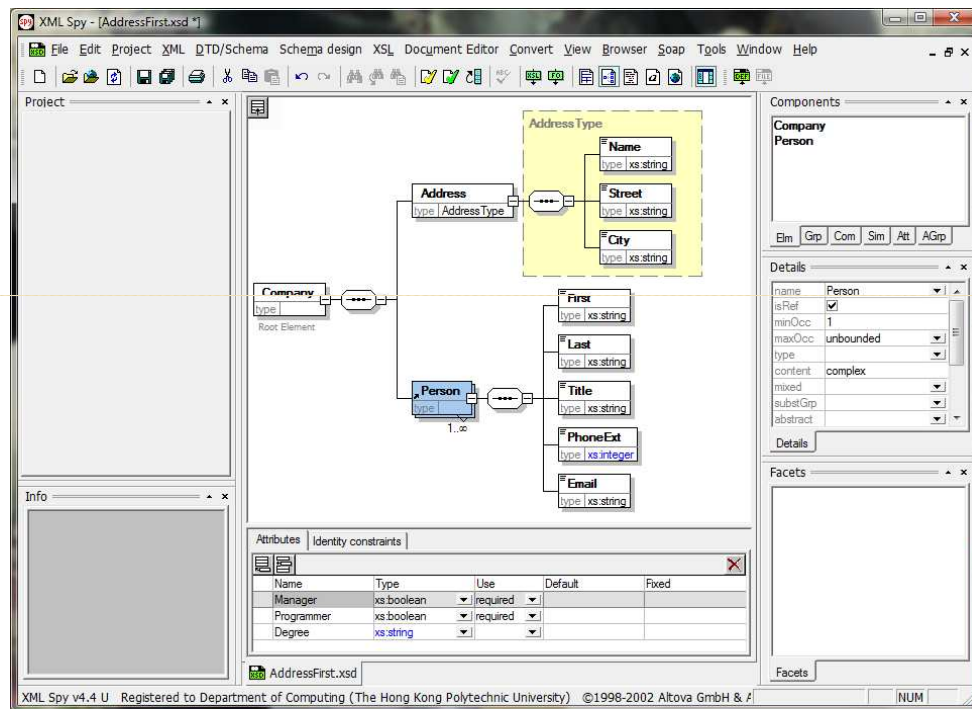 XML Spy - [AddressFirst.xsd *]
File Edit Project XML DTD/Schema Schema design XSL Document Editor Convert View Browser Soap Tools Window Help
Project
AddressType
Name
type xs:string
Address
type AddressType
Street
type xs:string
City
type xs:string
Company
type
Root Element
First
type xs:string
Last
type xs:string
Person
type
1..∞
Title
type xs:string
PhoneExt
type xs:integer
Email
type xs:string
Components
Company
Person
Elm Grp Com Sim Att AGrp
Details
name Person
isRef
minOcc 1
maxOcc unbounded
type
content complex
mixed
substGrp
abstract
Details
Facets
Facets
Info
Attributes Identity constraints
Name Type Use Default Fixed
Manager xs:boolean required
Programmer xs:boolean required
Degree xs:string
AddressFirst.xsd
XML Spy v4.4 U Registered to Department of Computing (The Hong Kong Polytechnic University) ©1998-2002 Altova GmbH & NUM